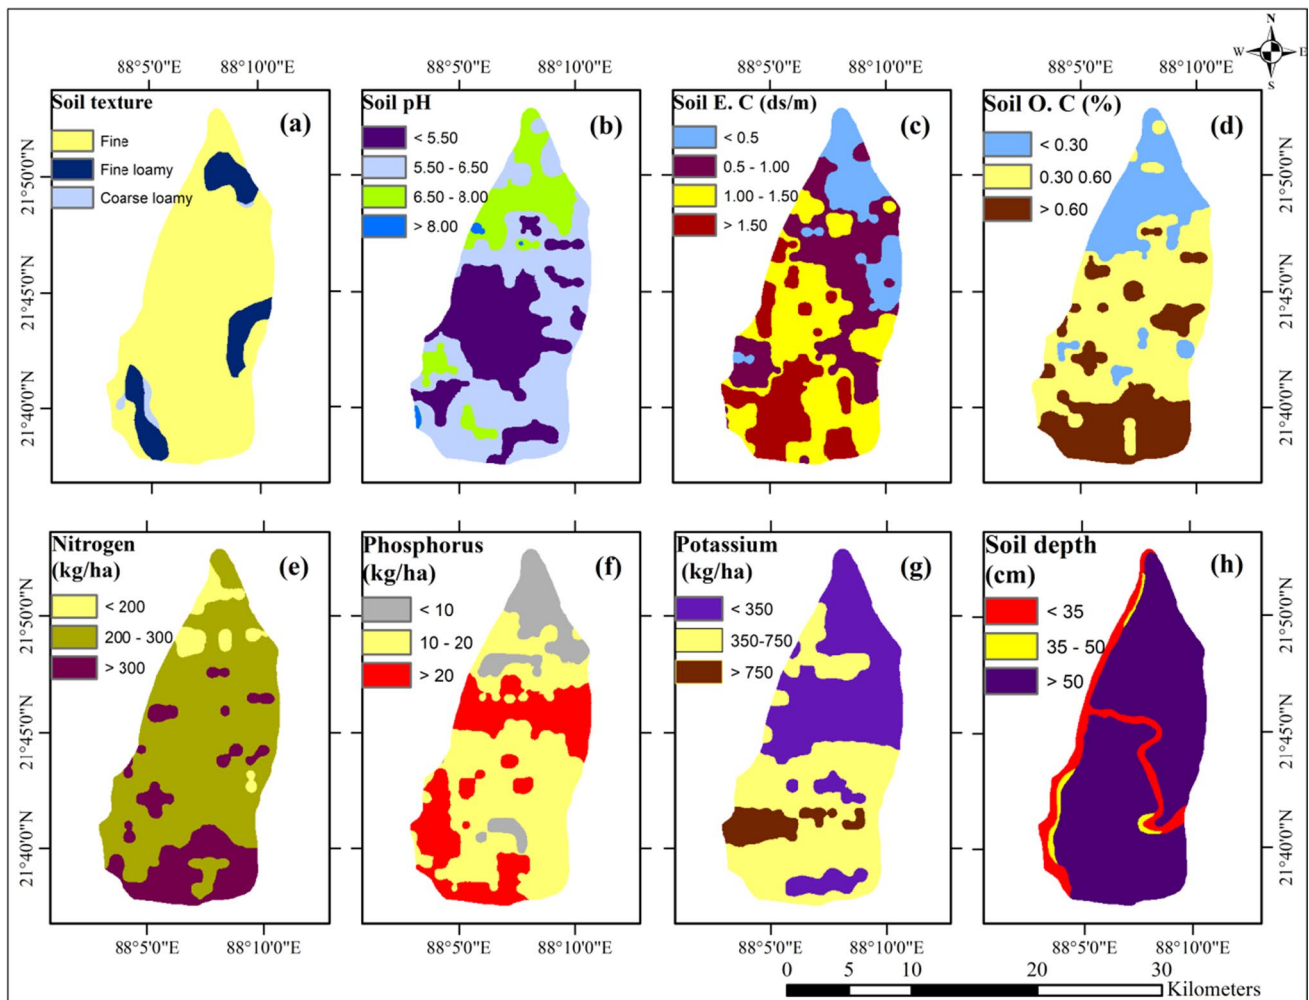 N
W E
S
88°5'0"E 88°10'0"E 88°5'0"E 88°10'0"E 88°5'0"E 88°10'0"E 88°5'0"E 88°10'0"E
Soil texture
(a)
Fine
Fine loamy
Coarse loamy
Soil pH
(b)
< 5.50
5.50 - 6.50
6.50 - 8.00
> 8.00
Soil E. C (ds/m)
(c)
< 0.5
0.5 - 1.00
1.00 - 1.50
> 1.50
Soil O. C (%)
(d)
< 0.30
0.30 0.60
> 0.60
21°50'0"N
21°45'0"N
21°40'0"N
21°50'0"N
21°45'0"N
21°40'0"N
Nitrogen
(kg/ha)
(e)
< 200
200 - 300
> 300
Phosphorus
(kg/ha)
(f)
< 10
10 - 20
> 20
Potassium
(kg/ha)
(g)
< 350
350-750
> 750
Soil depth
(cm)
(h)
< 35
35 - 50
> 50
21°50'0"N
21°45'0"N
21°40'0"N
21°50'0"N
21°45'0"N
21°40'0"N
88°5'0"E 88°10'0"E 88°5'0"E 88°10'0"E 88°5'0"E 88°10'0"E 88°5'0"E 88°10'0"E
0 5 10 20 30
Kilometers